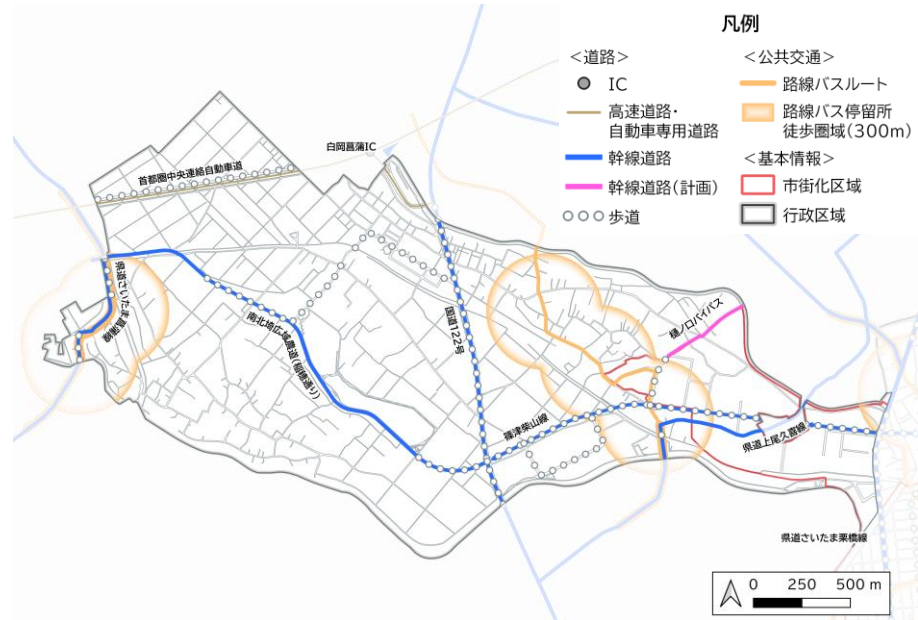 凡例
＜道路＞
IC
高速道路・
自動車専用道路
幹線道路
幹線道路(計画)
歩道
＜公共交通＞
路線バスルート
路線バス停留所
徒歩圏域(300m)
＜基本情報＞
市街化区域
行政区域
白岡菖蒲IC
首都圏中央連絡自動車道
県道さいたま菖蒲線
南北埼広域農道(稲穂通り)
国道122号
樋ノ口バイパス
篠津柴山線
県道上尾久喜線
県道さいたま栗橋線
0 250 500 m